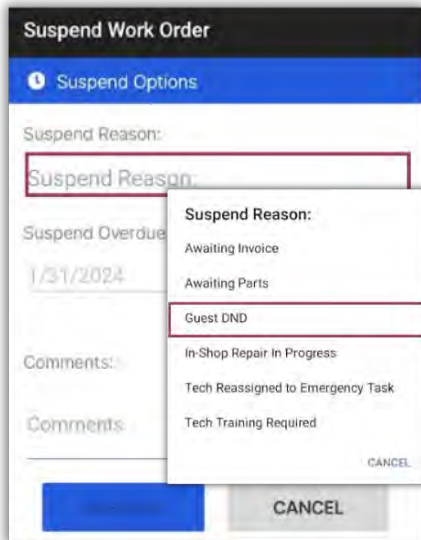 Suspend Work Order
Suspend Options
Suspend Reason:
Suspend Reason:
Suspend Overdue
1/31/2024
Comments:
Comments
CANCEL
Suspend Reason:
Awaiting Invoice
Awaiting Parts
Guest DND
In-Shop Repair In Progress
Tech Reassigned to Emergency Task
Tech Training Required
CANCEL